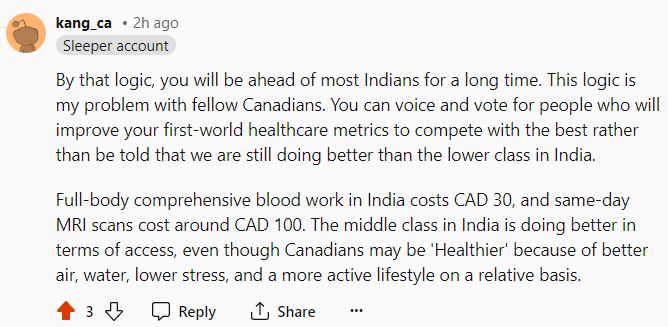 kang_ca • 2h ago
Sleeper account
By that logic, you will be ahead of most Indians for a long time. This logic is
my problem with fellow Canadians. You can voice and vote for people who will
improve your first-world healthcare metrics to compete with the best rather
than be told that we are still doing better than the lower class in India.
Full-body comprehensive blood work in India costs CAD 30, and same-day
MRI scans cost around CAD 100. The middle class in India is doing better in
terms of access, even though Canadians may be 'Healthier' because of better
air, water, lower stress, and a more active lifestyle on a relative basis.
3 Reply Share •••